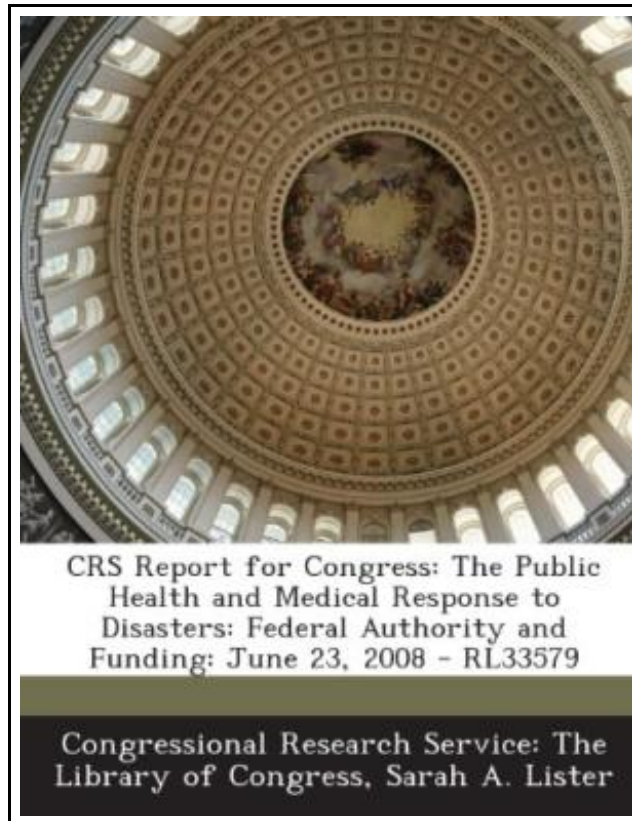 CRS Report for Congress: The Public
Health and Medical Response to
Disasters: Federal Authority and
Funding: June 23, 2008 - RL33579
Congressional Research Service: The
Library of Congress, Sarah A. Lister